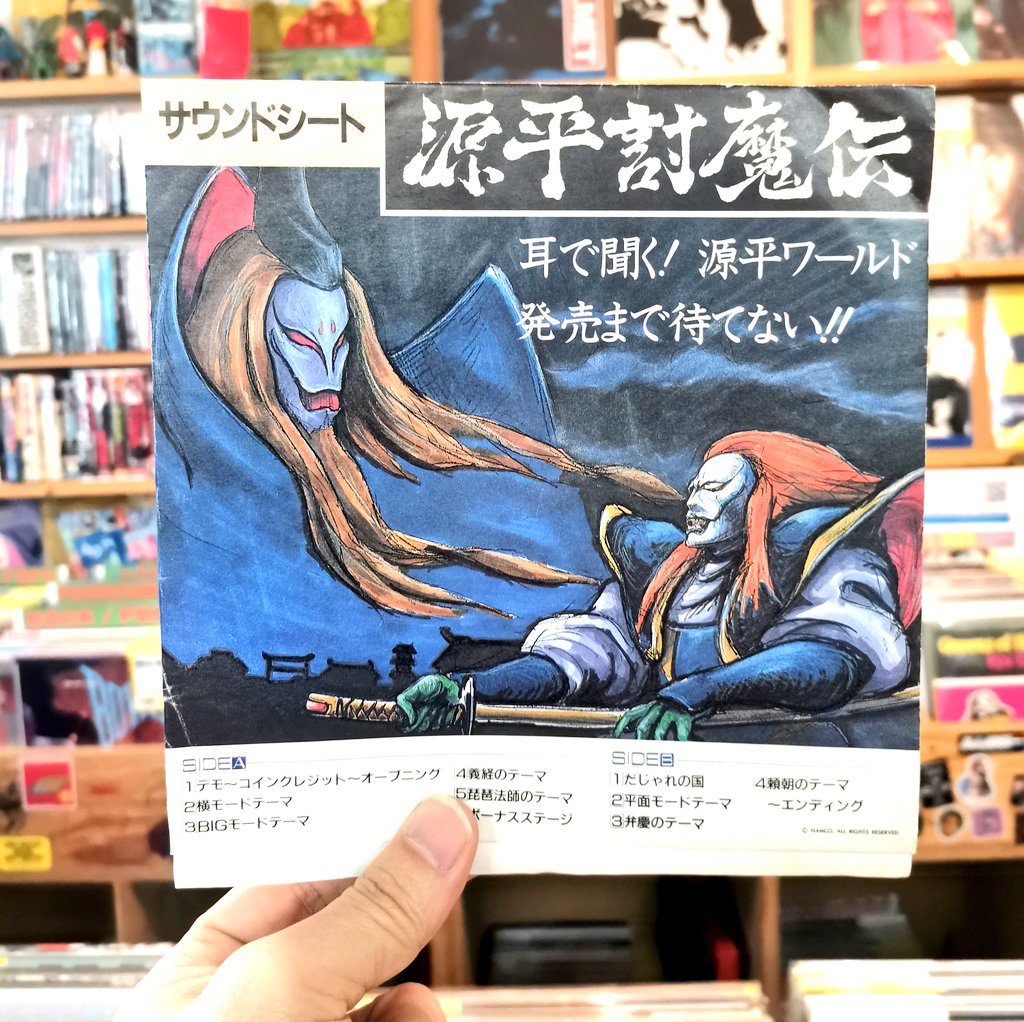 サウンドシート
源平討魔伝
耳で聞く! 源平ワールド
発売まで待てない!!
SIDE A
1デモ～コインクレジット～オープニング
2横モードテーマ
3BIGモードテーマ
4義経のテーマ
5琵琶法師のテーマ
ボーナスステージ
SIDE B
1だじゃれの国
2平面モードテーマ
3弁慶のテーマ
4頼朝のテーマ
～エンディング
© NAMCO, ALL RIGHTS RESERVED